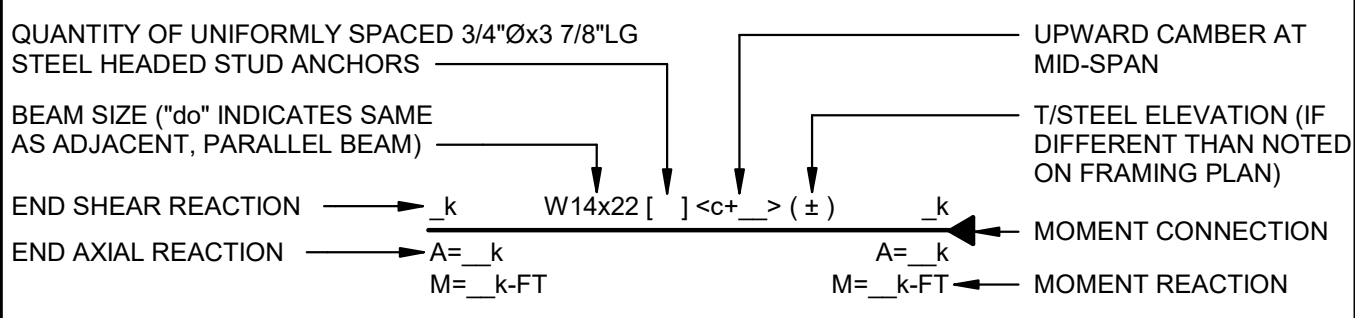 QUANTITY OF UNIFORMLY SPACED 3/4"Øx3 7/8"LG
STEEL HEADED STUD ANCHORS
UPWARD CAMBER AT
MID-SPAN
BEAM SIZE ("do" INDICATES SAME
AS ADJACENT, PARALLEL BEAM)
T/STEEL ELEVATION (IF
DIFFERENT THAN NOTED
ON FRAMING PLAN)
END SHEAR REACTION
_k W14x22 [ ] <c+__> ( ± ) _k
MOMENT CONNECTION
END AXIAL REACTION
A=__k A=__k
M=__k-FT M=__k-FT
MOMENT REACTION